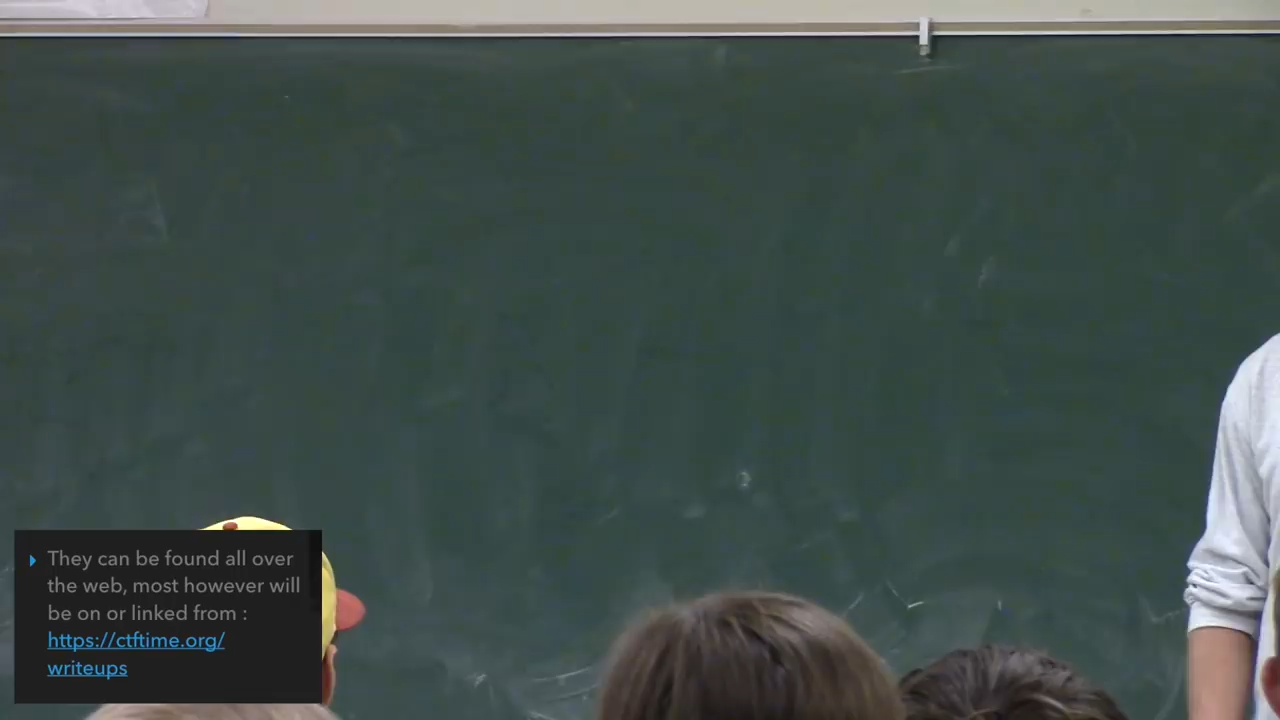 They can be found all over
the web, most however will
be on or linked from :
https://ctftime.org/
writeups